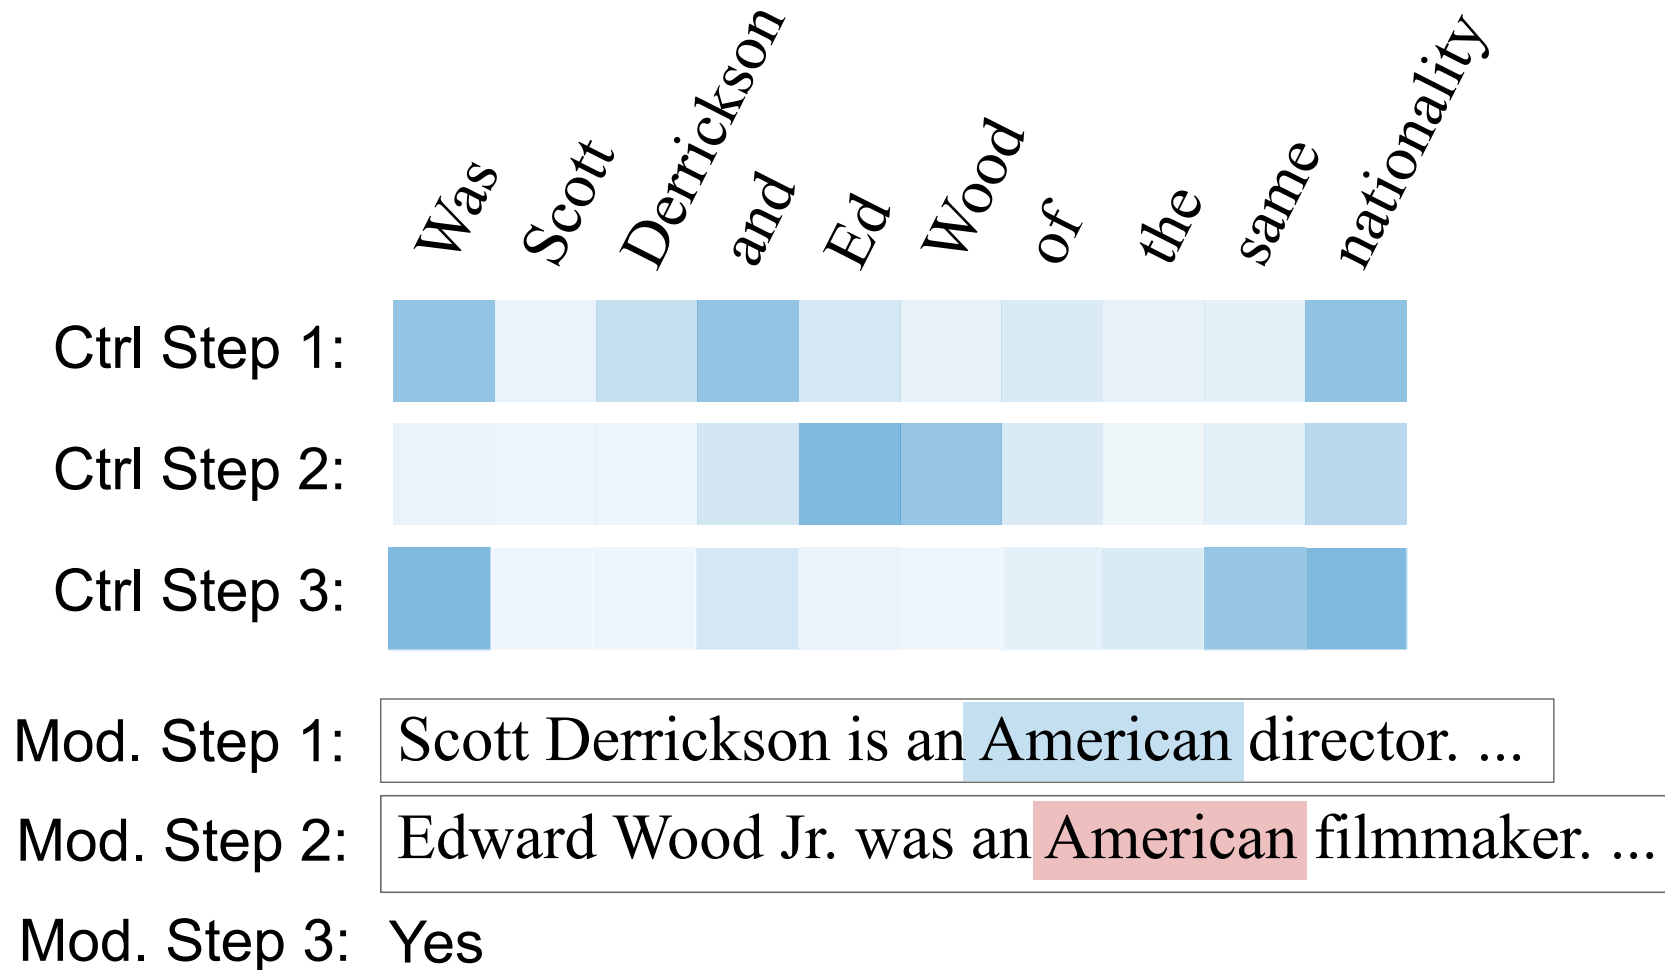 Was Scott Derrickson and Ed Wood of the same nationality
Ctrl Step 1:
Ctrl Step 2:
Ctrl Step 3:
Mod. Step 1: Scott Derrickson is an American director. ...
Mod. Step 2: Edward Wood Jr. was an American filmmaker. ...
Mod. Step 3: Yes